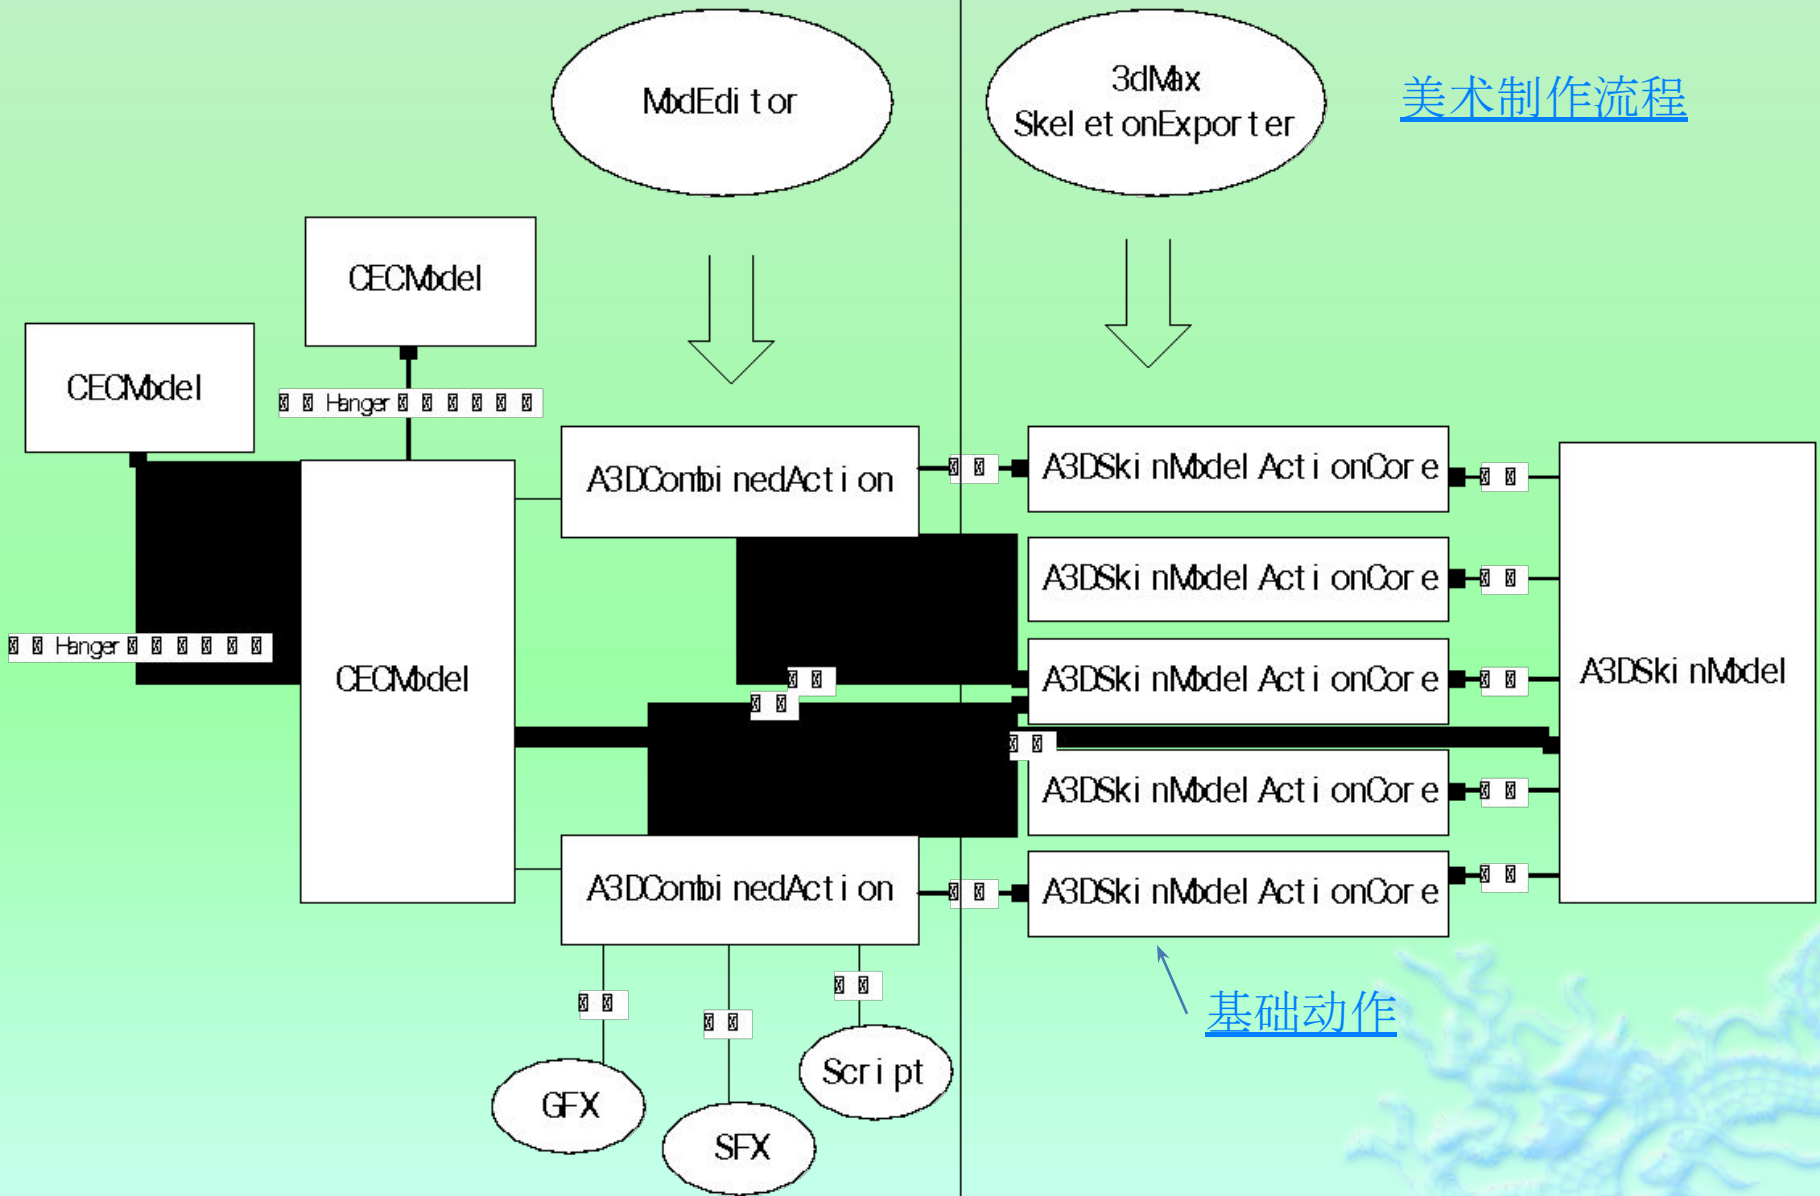 ModEditor
3dMax
SkeletonExporter
美术制作流程
CECModel
CECModel
Hanger
A3DCombinedAction
A3DSkinModelActionCore
A3DSkinModelActionCore
Hanger
CECModel
A3DSkinModelActionCore
A3DSkinModel
A3DSkinModelActionCore
A3DCombinedAction
A3DSkinModelActionCore
基础动作
Script
GFX
SFX